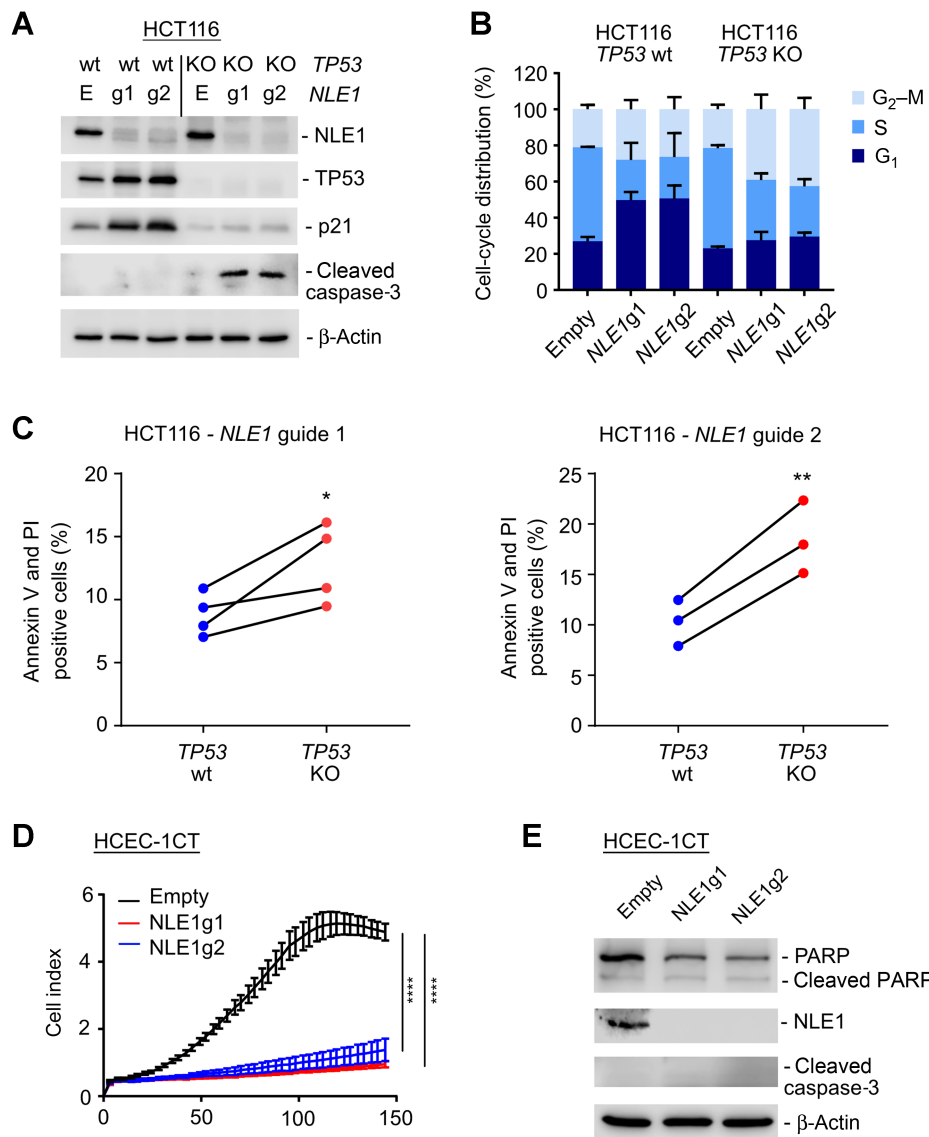 A
HCT116
wt wt wt KO KO KO TP53
E g1 g2 E g1 g2 NLE1
- NLE1
- TP53
- p21
- Cleaved
caspase-3
- β-Actin
B
HCT116
TP53 wt
HCT116
TP53 KO
Cell-cycle distribution (%)
120
100
80
60
40
20
0
G₂–M
S
G₁
Empty
NLE1g1
NLE1g2
Empty
NLE1g1
NLE1g2
C
HCT116 - NLE1 guide 1
Annexin V and PI
positive cells (%)
20
15
10
5
0
*
TP53
wt
TP53
KO
HCT116 - NLE1 guide 2
Annexin V and PI
positive cells (%)
25
20
15
10
5
0
**
TP53
wt
TP53
KO
D
HCEC-1CT
Cell index
6
4
2
0
Empty
NLE1g1
NLE1g2
****
****
0 50 100 150
E
HCEC-1CT
Empty
NLE1g1
NLE1g2
- PARP
- Cleaved PARP
- NLE1
- Cleaved
caspase-3
- β-Actin